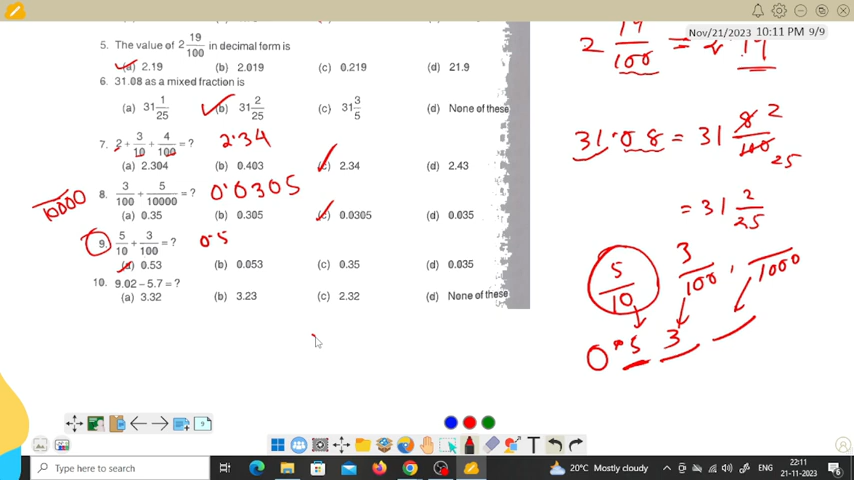 Nov/21/2023 10:11 PM 9/9
5. The value of 2 19/100 in decimal form is
(a) 2.19 (b) 2.019 (c) 0.219 (d) 21.9
6. 31.08 as a mixed fraction is
(a) 31 1/25 (b) 31 2/25 (c) 31 3/5 (d) None of these
7. 2 + 3/10 + 4/100 = ? 2.34
(a) 2.304 (b) 0.403 (c) 2.34 (d) 2.43
8. 3/100 + 5/10000 = ? 0.0305
10000
(a) 0.35 (b) 0.305 (c) 0.0305 (d) 0.035
9. 5/10 + 3/100 = ? 0.5
(a) 0.53 (b) 0.053 (c) 0.35 (d) 0.035
10. 9.02 – 5.7 = ?
(a) 3.32 (b) 3.23 (c) 2.32 (d) None of these
2 19/100 = 2.19
31.08 = 31 8/100 2 25
= 31 2/25
5/10 3/100 , /1000
0.5 3
T
Type here to search
20°C Mostly cloudy
ENG
22:11
21-11-2023
9
6